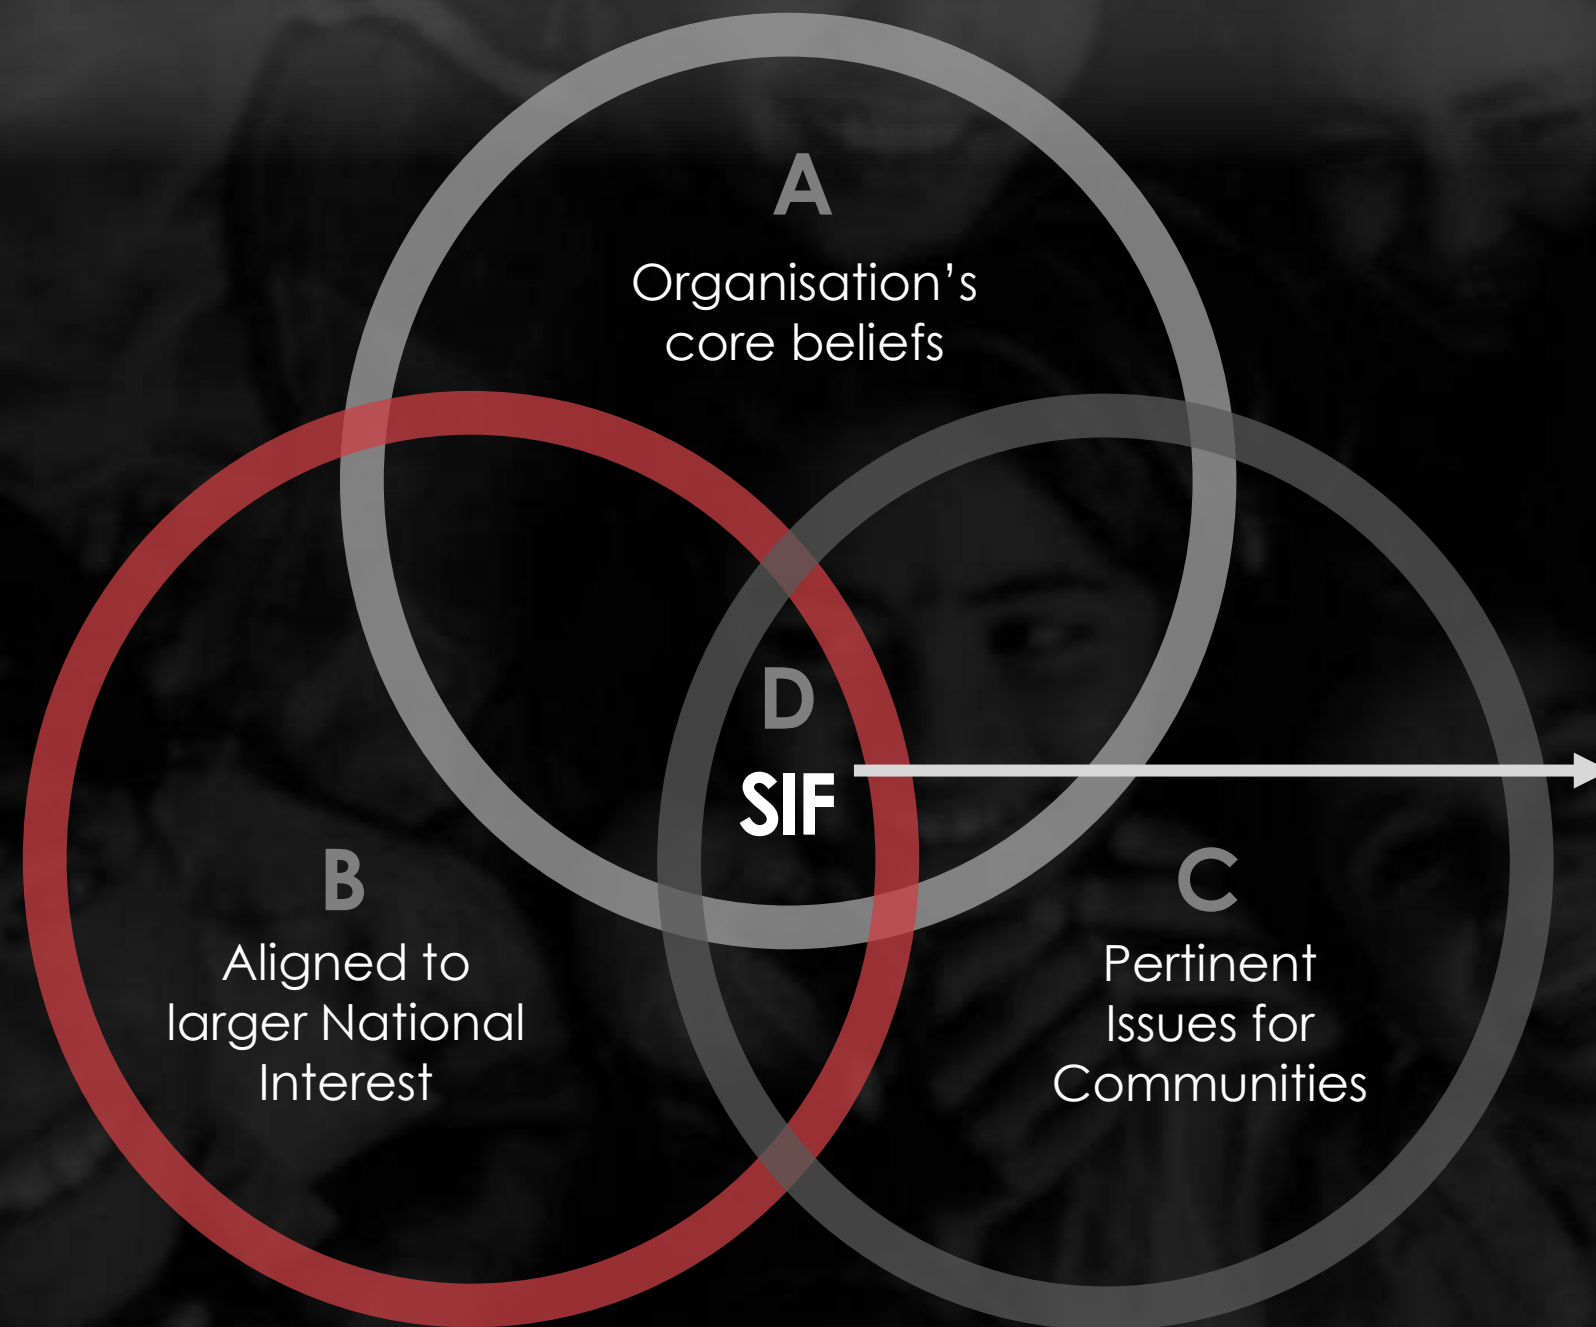 A
Organisation’s
core beliefs
D
SIF
B
Aligned to
larger National
Interest
C
Pertinent
Issues for
Communities